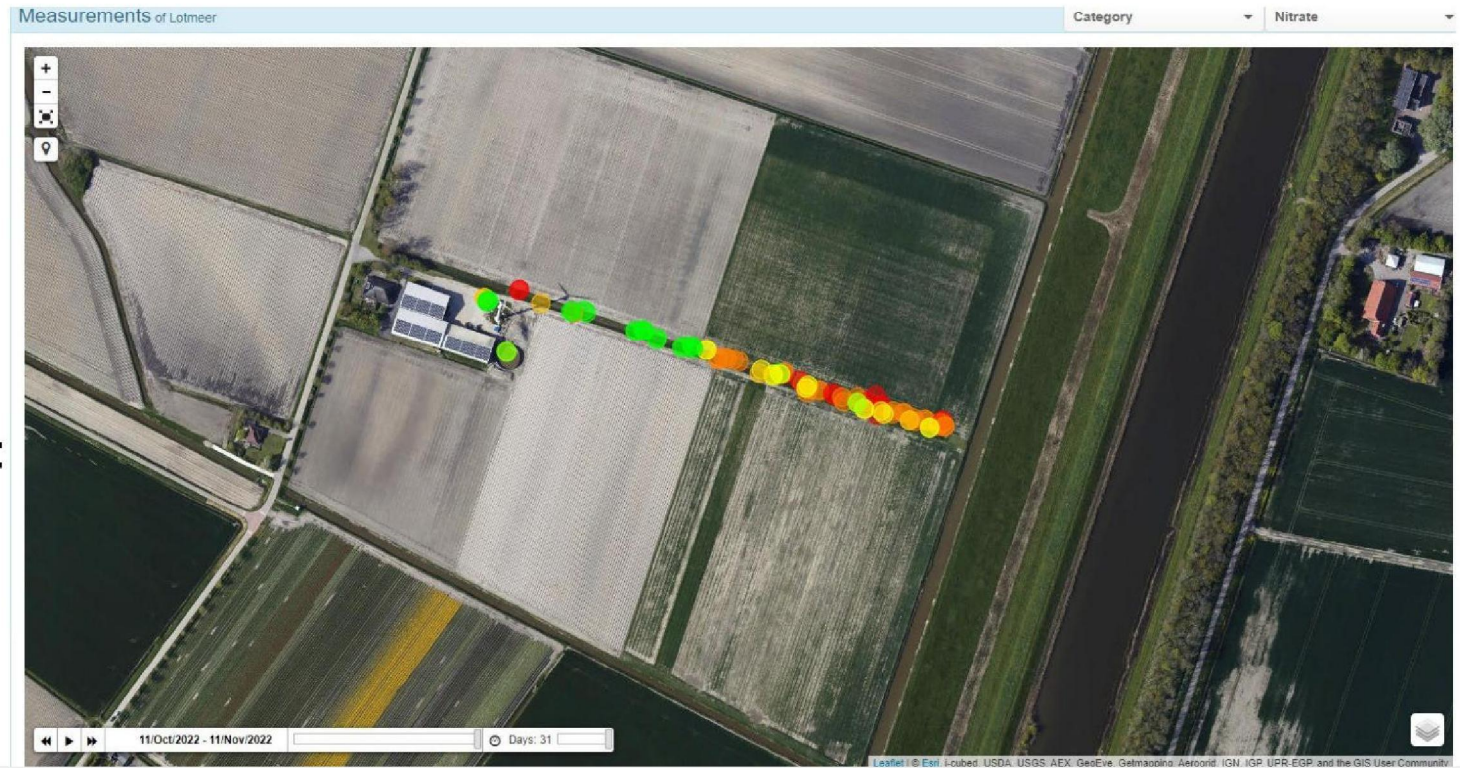 Measurements of Lotmeer
Category
Nitrate
+
−
11/Oct/2022 - 11/Nov/2022
Days: 31
Leaflet | © Esri, i-cubed, USDA, USGS, AEX, GeoEye, Getmapping, Aerogrid, IGN, IGP, UPR-EGP, and the GIS User Community